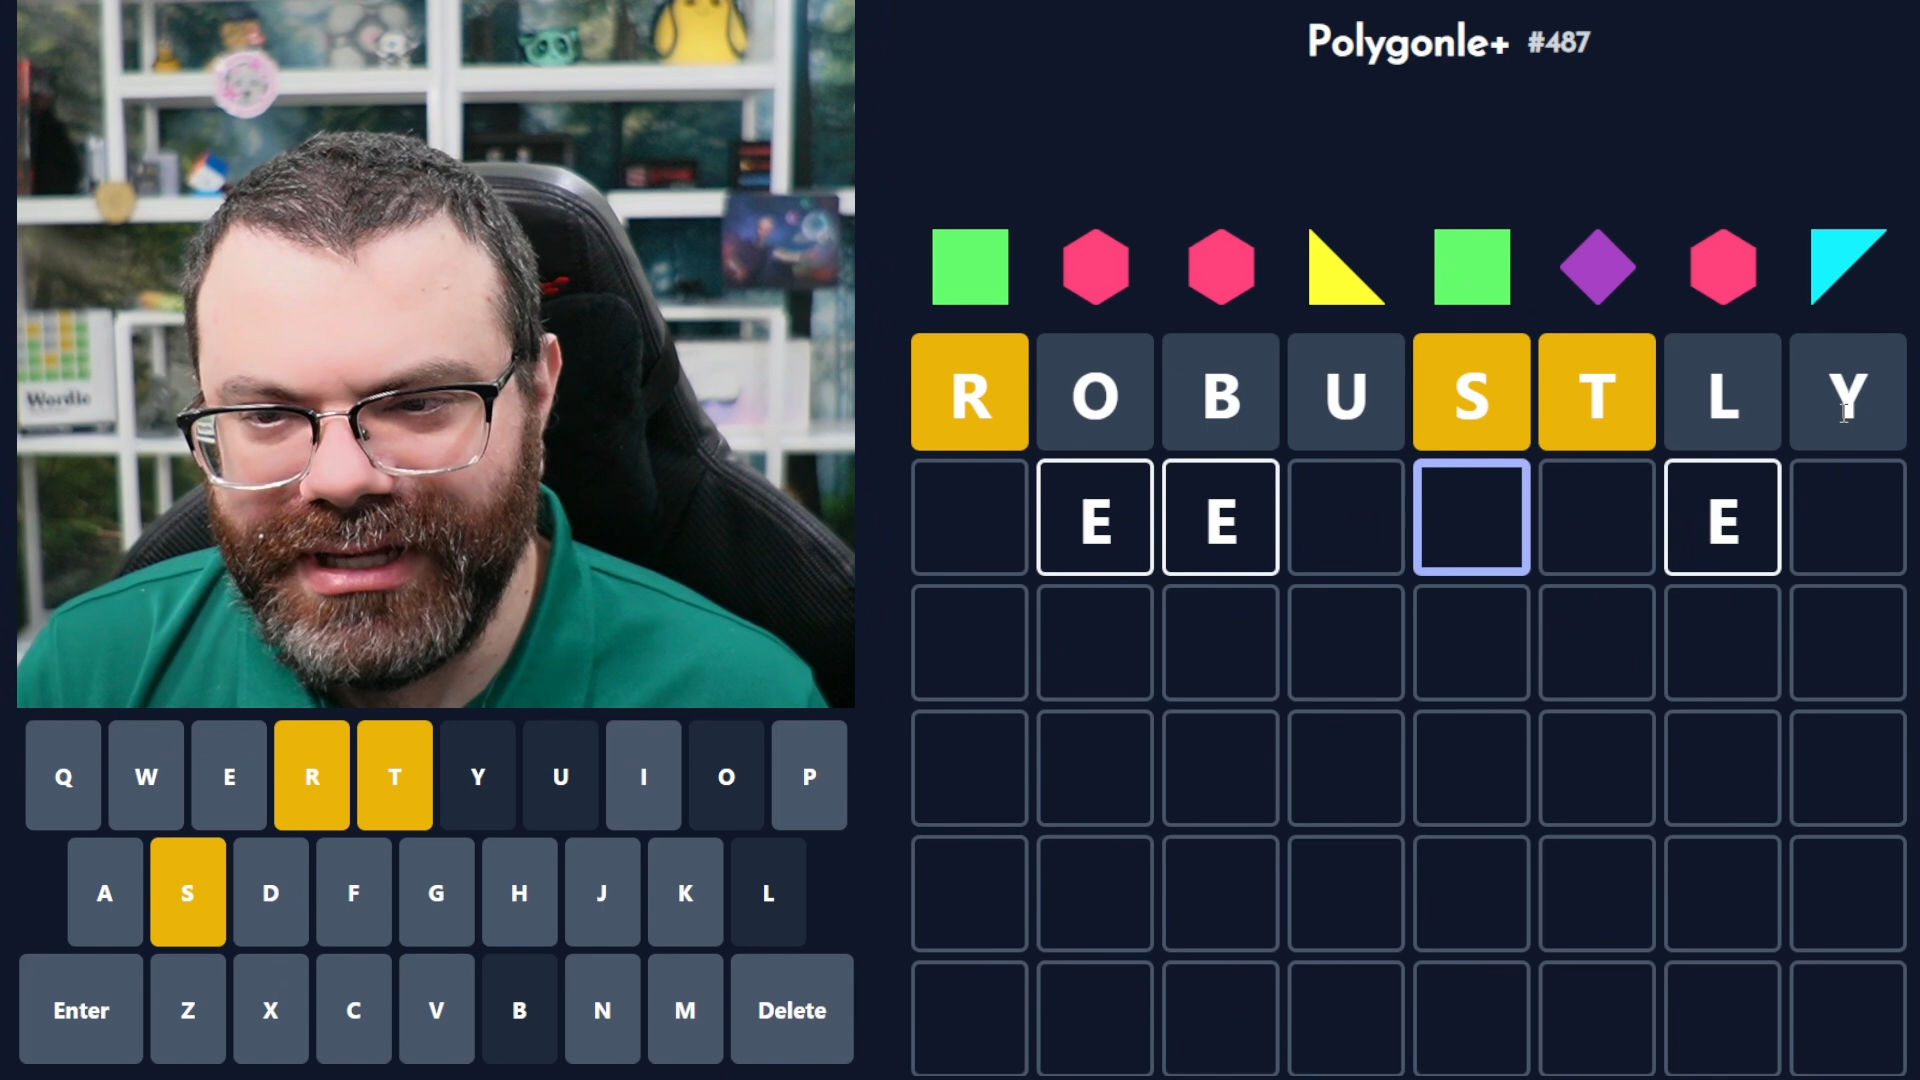 Polygonle+ #487
R O B U S T L Y
E E E
Wordle
Q W E R T Y U I O P
A S D F G H J K L
Enter Z X C V B N M Delete